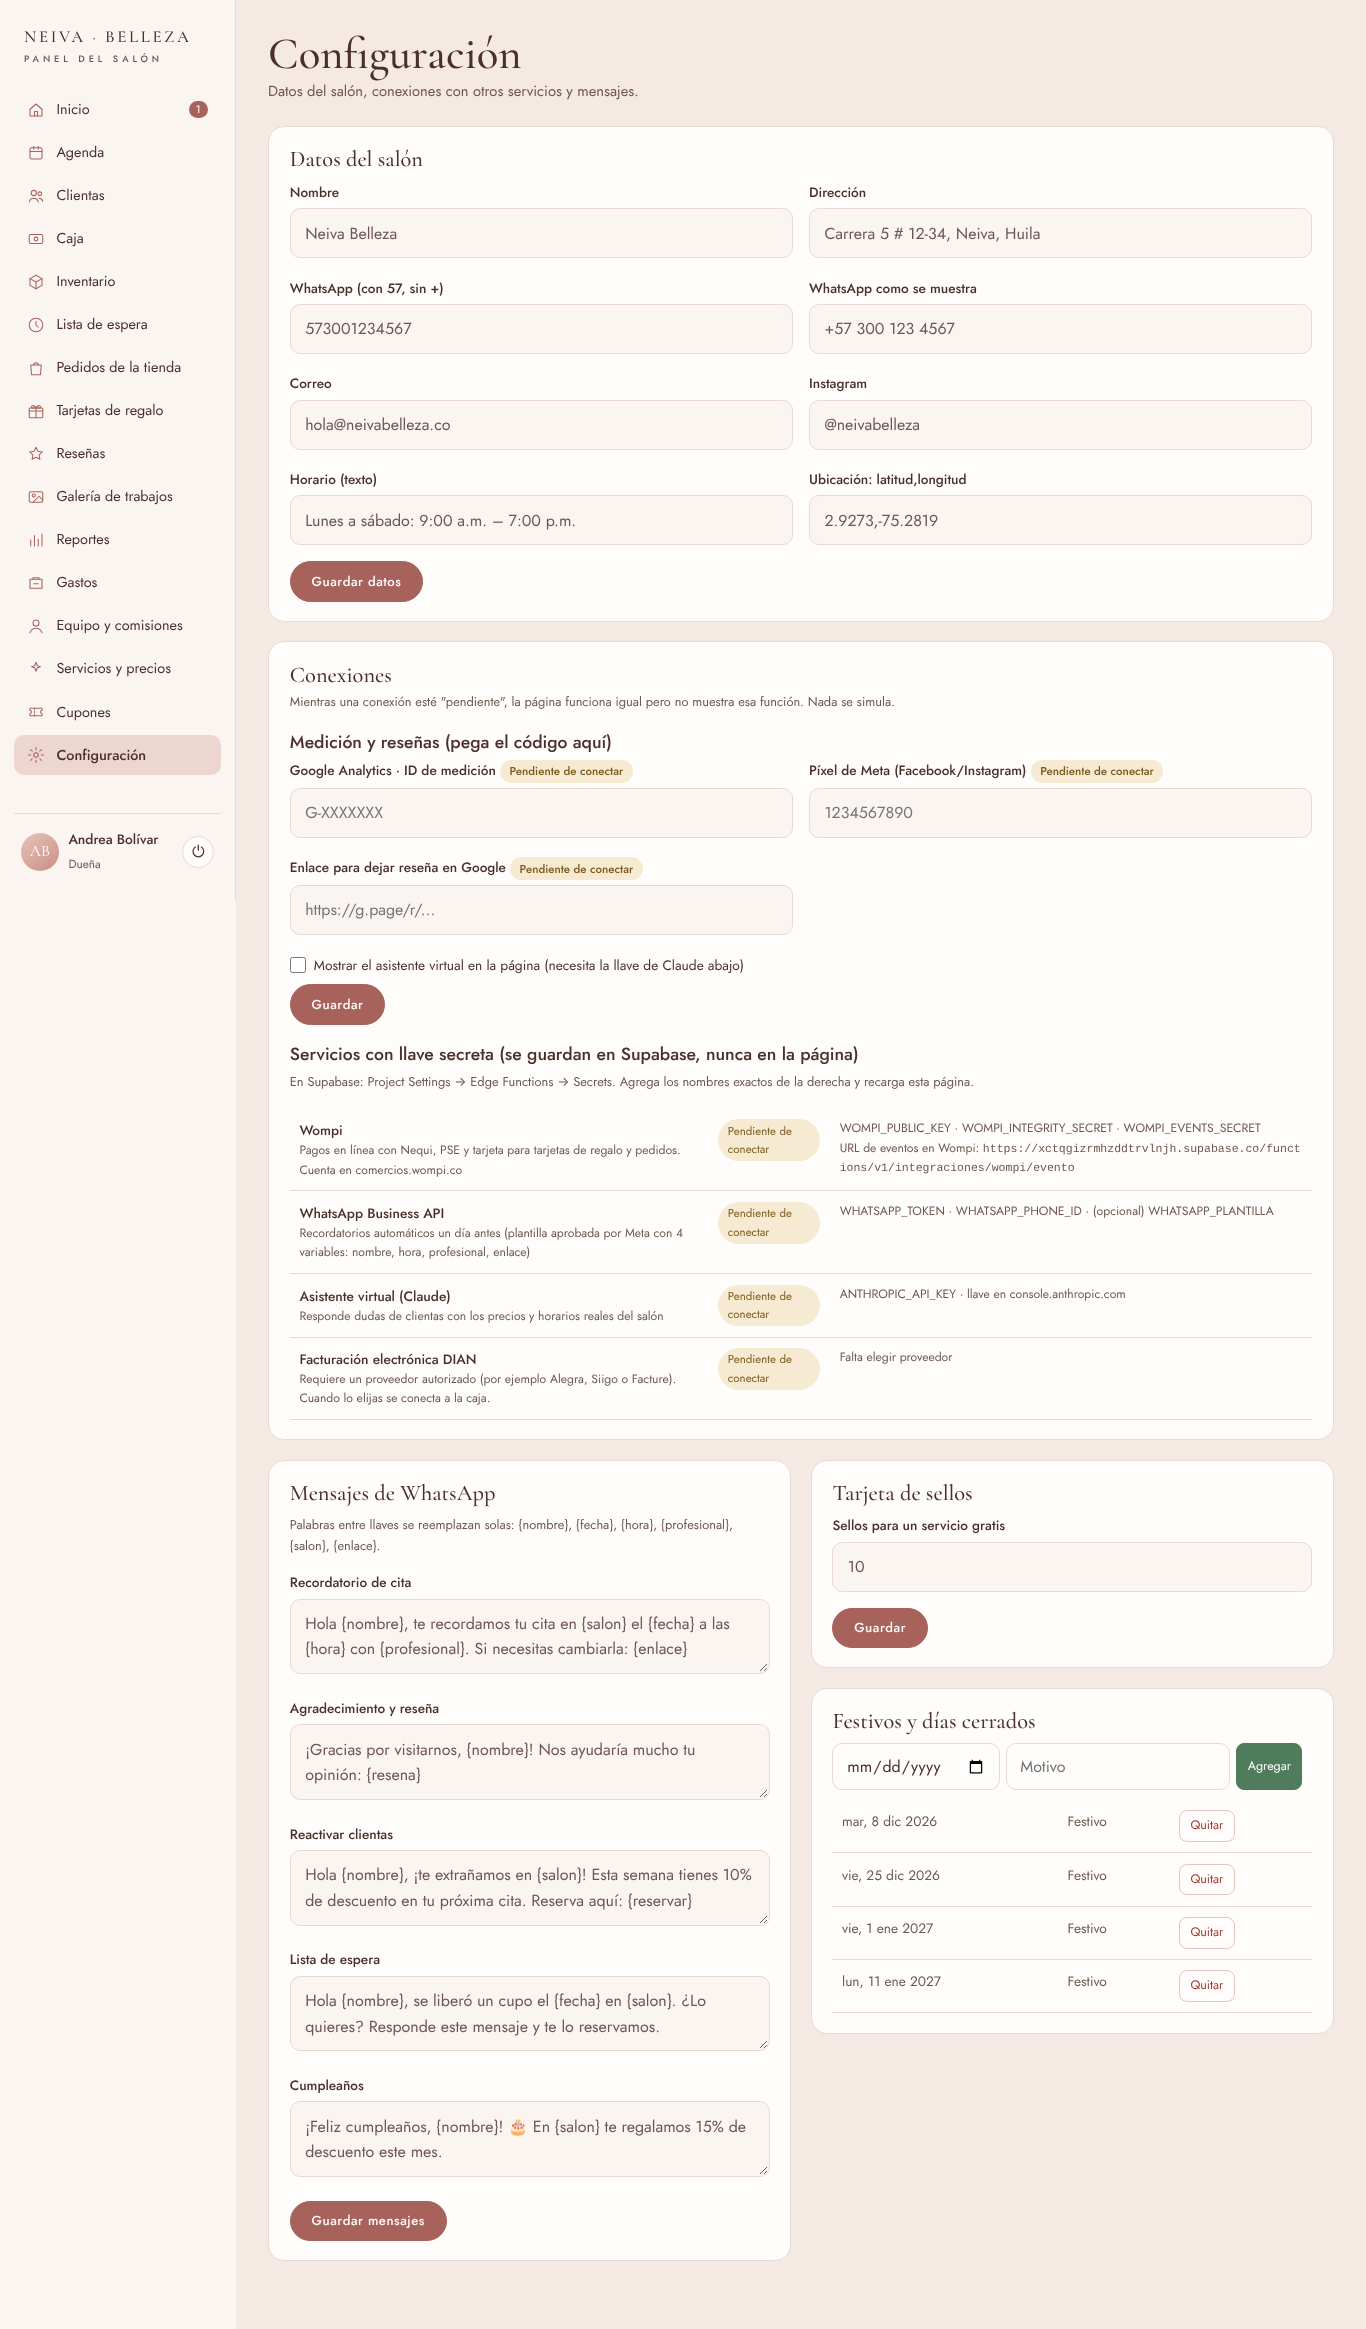 NEIVA · BELLEZA
PANEL DEL SALÓN
Inicio
1
Agenda
Clientas
Caja
Inventario
Lista de espera
Pedidos de la tienda
Tarjetas de regalo
Reseñas
Galería de trabajos
Reportes
Gastos
Equipo y comisiones
Servicios y precios
Cupones
Configuración
AB
Andrea Bolívar
Dueña
Configuración
Datos del salón, conexiones con otros servicios y mensajes.
Datos del salón
Nombre
Neiva Belleza
Dirección
Carrera 5 # 12-34, Neiva, Huila
WhatsApp (con 57, sin +)
573001234567
WhatsApp como se muestra
+57 300 123 4567
Correo
hola@neivabelleza.co
Instagram
@neivabelleza
Horario (texto)
Lunes a sábado: 9:00 a.m. – 7:00 p.m.
Ubicación: latitud,longitud
2.9273,-75.2819
Guardar datos
Conexiones
Mientras una conexión esté "pendiente", la página funciona igual pero no muestra esa función. Nada se simula.
Medición y reseñas (pega el código aquí)
Google Analytics · ID de medición Pendiente de conectar
G-XXXXXXX
Píxel de Meta (Facebook/Instagram) Pendiente de conectar
1234567890
Enlace para dejar reseña en Google Pendiente de conectar
https://g.page/r/...
Mostrar el asistente virtual en la página (necesita la llave de Claude abajo)
Guardar
Servicios con llave secreta (se guardan en Supabase, nunca en la página)
En Supabase: Project Settings → Edge Functions → Secrets. Agrega los nombres exactos de la derecha y recarga esta página.
Wompi
Pagos en línea con Nequi, PSE y tarjeta para tarjetas de regalo y pedidos.
Cuenta en comercios.wompi.co
Pendiente de
conectar
WOMPI_PUBLIC_KEY · WOMPI_INTEGRITY_SECRET · WOMPI_EVENTS_SECRET
URL de eventos en Wompi: https://xctqgizrmhzddtrvlnjh.supabase.co/funct
ions/v1/integraciones/wompi/evento
WhatsApp Business API
Recordatorios automáticos un día antes (plantilla aprobada por Meta con 4
variables: nombre, hora, profesional, enlace)
Pendiente de
conectar
WHATSAPP_TOKEN · WHATSAPP_PHONE_ID · (opcional) WHATSAPP_PLANTILLA
Asistente virtual (Claude)
Responde dudas de clientas con los precios y horarios reales del salón
Pendiente de
conectar
ANTHROPIC_API_KEY · llave en console.anthropic.com
Facturación electrónica DIAN
Requiere un proveedor autorizado (por ejemplo Alegra, Siigo o Facture).
Cuando lo elijas se conecta a la caja.
Pendiente de
conectar
Falta elegir proveedor
Mensajes de WhatsApp
Palabras entre llaves se reemplazan solas: {nombre}, {fecha}, {hora}, {profesional},
{salon}, {enlace}.
Recordatorio de cita
Hola {nombre}, te recordamos tu cita en {salon} el {fecha} a las
{hora} con {profesional}. Si necesitas cambiarla: {enlace}
Agradecimiento y reseña
¡Gracias por visitarnos, {nombre}! Nos ayudaría mucho tu
opinión: {resena}
Reactivar clientas
Hola {nombre}, ¡te extrañamos en {salon}! Esta semana tienes 10%
de descuento en tu próxima cita. Reserva aquí: {reservar}
Lista de espera
Hola {nombre}, se liberó un cupo el {fecha} en {salon}. ¿Lo
quieres? Responde este mensaje y te lo reservamos.
Cumpleaños
¡Feliz cumpleaños, {nombre}! 🎂 En {salon} te regalamos 15% de
descuento este mes.
Guardar mensajes
Tarjeta de sellos
Sellos para un servicio gratis
10
Guardar
Festivos y días cerrados
mm/dd/yyyy
Motivo
Agregar
mar, 8 dic 2026 Festivo Quitar
vie, 25 dic 2026 Festivo Quitar
vie, 1 ene 2027 Festivo Quitar
lun, 11 ene 2027 Festivo Quitar